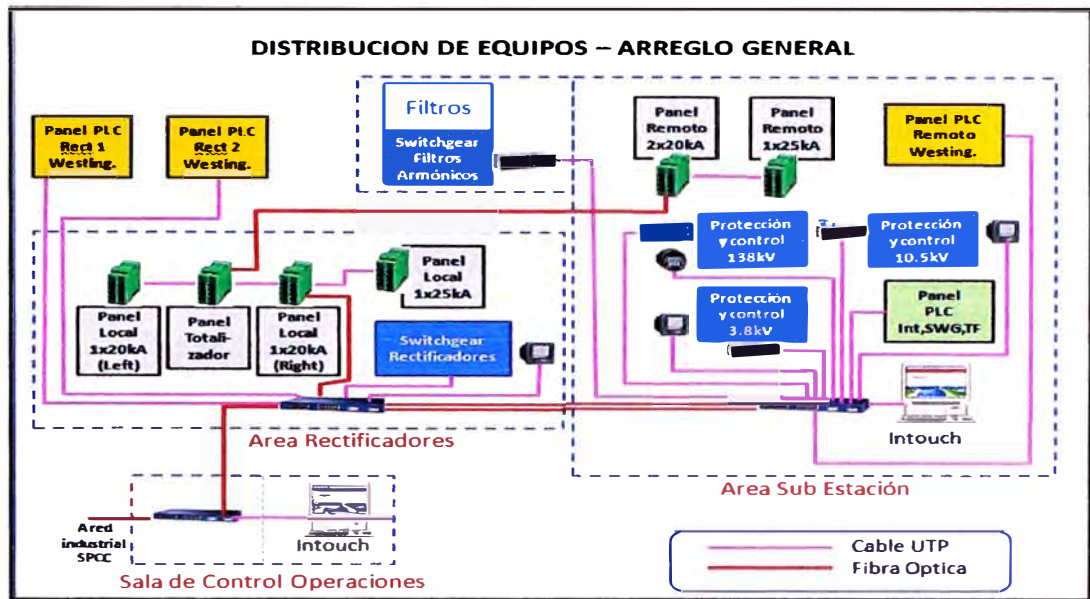 DISTRIBUCION DE EQUIPOS – ARREGLO GENERAL
Panel PLC
Rect 1
Westing.
Panel PLC
Rect 2
Westing.
Filtros
Switchgear
Filtros
Armónicos
Panel
Remoto
2x20kA
Panel
Remoto
1x25kA
Panel PLC
Remoto
Westing.
Protección
y control
138kV
Protección
y control
10.5kV
Protección
y control
3.8kV
Panel
PLC
Int,SWG,TF
Panel
Local
1x20kA
(Left)
Panel
Totali-
zador
Panel
Local
1x20kA
(Right)
Panel
Local
1x25kA
Switchgear
Rectificadores
Intouch
Area Rectificadores
Area Sub Estación
A red
industrial
SPCC
Intouch
Sala de Control Operaciones
Cable UTP
Fibra Optica